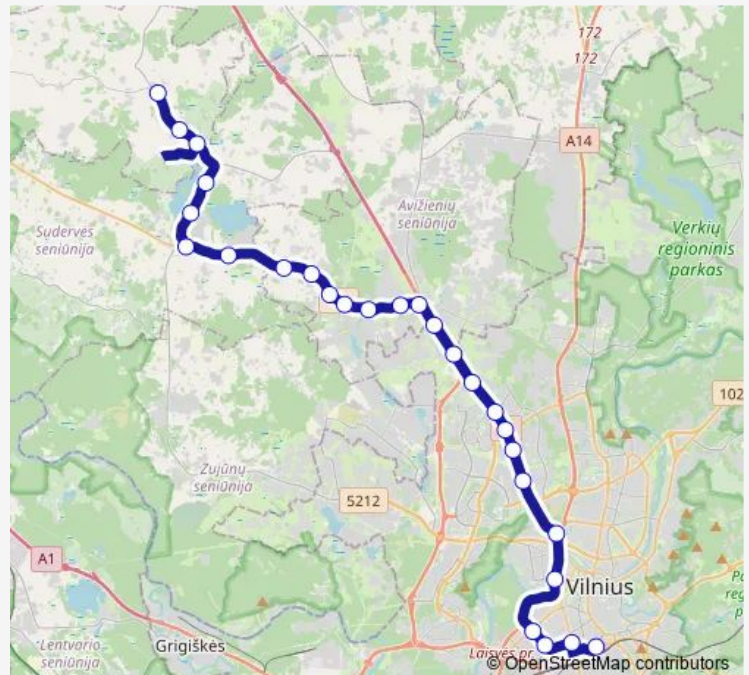 172
172
A14
Avižienių
seniūnija
Sudervės
seniūnija
Verkių
regioninis
parkas
102
Zujūnų
seniūnija
5212
A1
Vilnius
Lentvario
seniūnija
Grigiškės
Laisvės pr.
© OpenStreetMap contributors